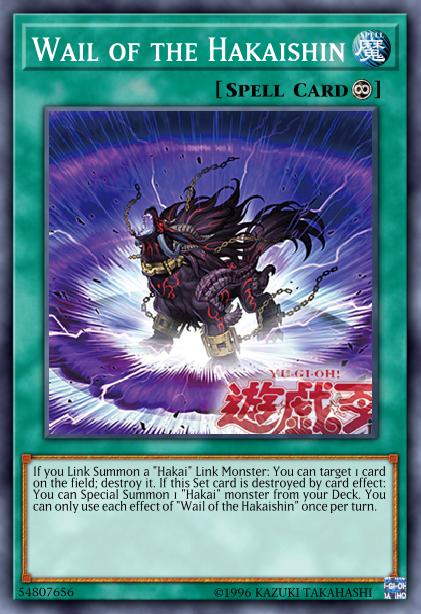 WAIL OF THE HAKAISHIN
SPELL
魔
[SPELL CARD]
YU-GI-OH!
遊戯王
If you Link Summon a "Hakai" Link Monster: You can target 1 card
on the field; destroy it. If this Set card is destroyed by card effect:
You can Special Summon 1 "Hakai" monster from your Deck. You
can only use each effect of "Wail of the Hakaishin" once per turn.
54807656
©1996 KAZUKI TAKAHASHI